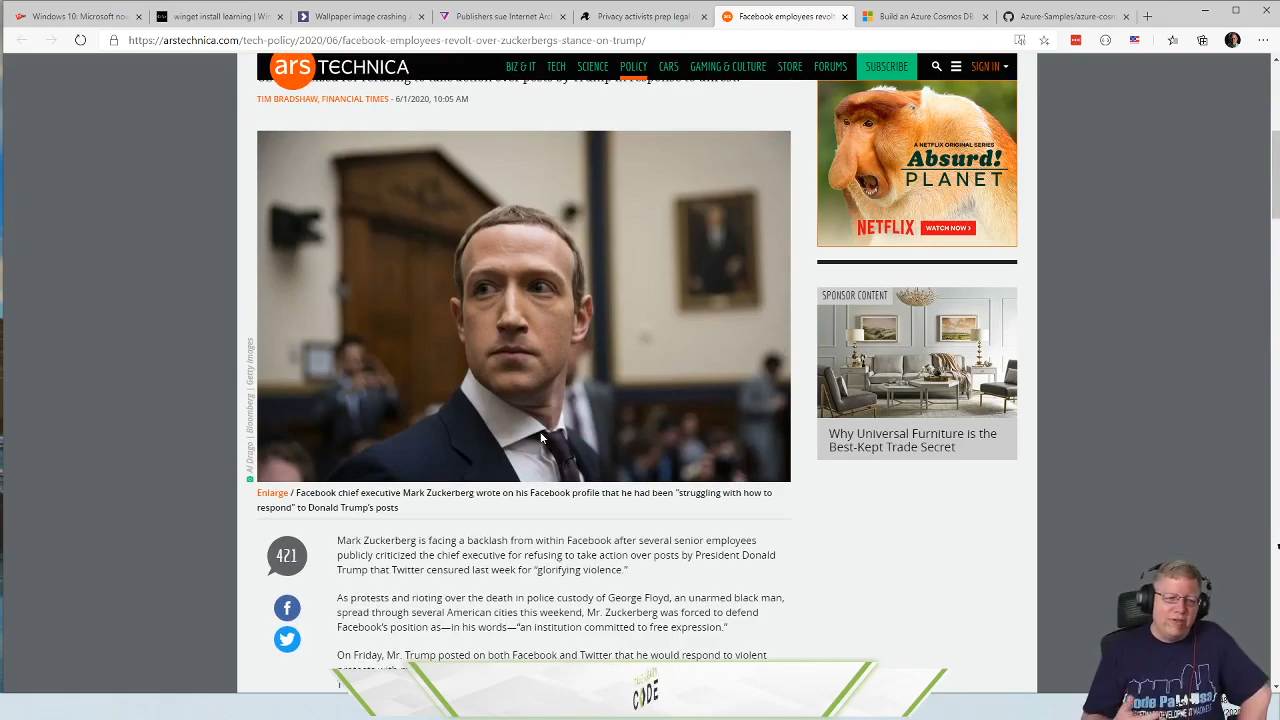 Windows 10:
winget install learning
Wallpaper image crashing
Publishers sue Internet Arc
Privacy activists prep legal
Facebook employees revolt
Build an Azure Cosmos DB
Azure-Samples/azure-cosm
https://arstechnica.com/tech-policy/2020/06/facebook-employees-revolt-over-zuckerbergs-stance-on-trump/
ars TECHNICA
BIZ & IT TECH SCIENCE POLICY CARS GAMING & CULTURE STORE FORUMS SUBSCRIBE SIGN IN
TIM BRADSHAW, FINANCIAL TIMES - 6/1/2020, 10:05 AM
A NETFLIX ORIGINAL SERIES
Absurd!
PLANET
NETFLIX WATCH NOW >
SPONSOR CONTENT
Why Universal Furniture is the
Best-Kept Trade Secret
Al Drago | Bloomberg | Getty Images
Enlarge / Facebook chief executive Mark Zuckerberg wrote on his Facebook profile that he had been "struggling with how to
respond" to Donald Trump's posts
421
Mark Zuckerberg is facing a backlash from within Facebook after several senior employees
publicly criticized the chief executive for refusing to take action over posts by President Donald
Trump that Twitter censured last week for “glorifying violence.”
As protests and rioting over the death in police custody of George Floyd, an unarmed black man,
spread through several American cities this weekend, Mr. Zuckerberg was forced to defend
Facebook’s position as—in his words—“an institution committed to free expression.”
On Friday, Mr. Trump posted on both Facebook and Twitter that he would respond to violent
CODE
Code PaLOUsa